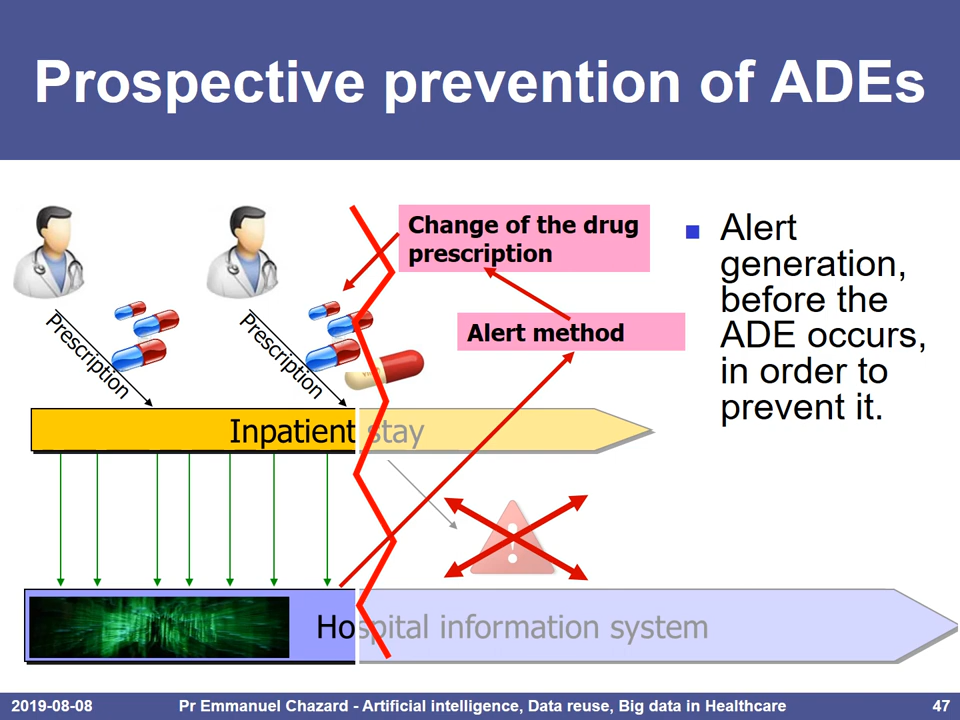 Prospective prevention of ADEs
Change of the drug
prescription
Alert method
Prescription
Prescription
Inpatient stay
Hospital information system
Alert
generation,
before the
ADE occurs,
in order to
prevent it.
!
2019-08-08
Pr Emmanuel Chazard - Artificial intelligence, Data reuse, Big data in Healthcare
47